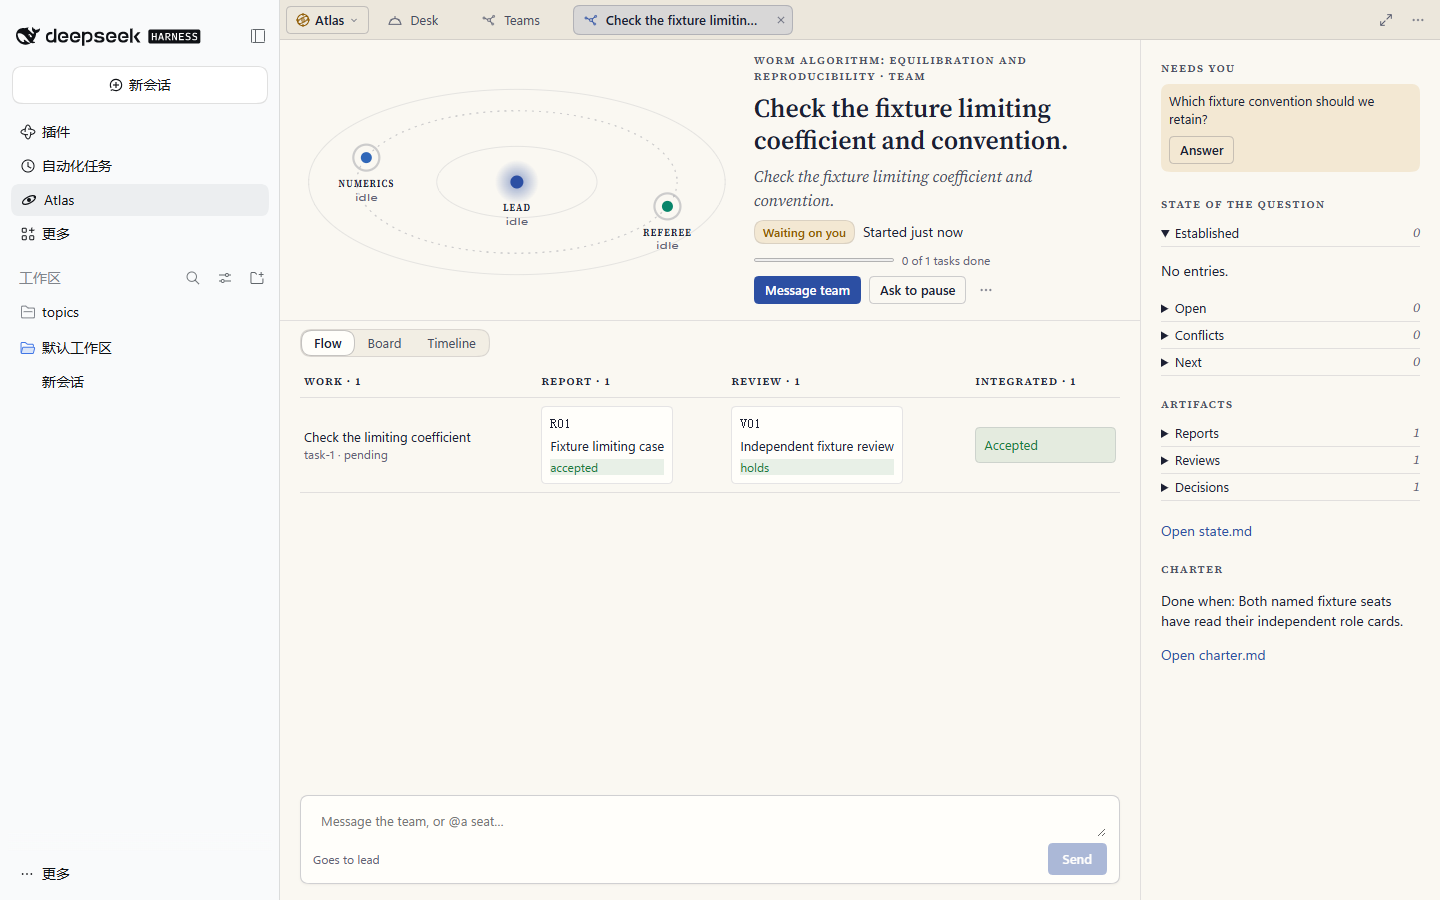 deepseek HARNESS
新会话
插件
自动化任务
Atlas
更多
工作区
topics
默认工作区
新会话
更多
Atlas
Desk
Teams
Check the fixture limitin...
NUMERICS
idle
LEAD
idle
REFEREE
idle
WORM ALGORITHM: EQUILIBRATION AND
REPRODUCIBILITY · TEAM
Check the fixture limiting
coefficient and convention.
Check the fixture limiting coefficient and
convention.
Waiting on you
Started just now
0 of 1 tasks done
Message team
Ask to pause
Flow
Board
Timeline
WORK · 1
REPORT · 1
REVIEW · 1
INTEGRATED · 1
Check the limiting coefficient
task-1 · pending
R01
Fixture limiting case
accepted
V01
Independent fixture review
holds
Accepted
Message the team, or @a seat...
Goes to lead
Send
NEEDS YOU
Which fixture convention should we
retain?
Answer
STATE OF THE QUESTION
Established 0
No entries.
Open 0
Conflicts 0
Next 0
ARTIFACTS
Reports 1
Reviews 1
Decisions 1
Open state.md
CHARTER
Done when: Both named fixture seats
have read their independent role cards.
Open charter.md